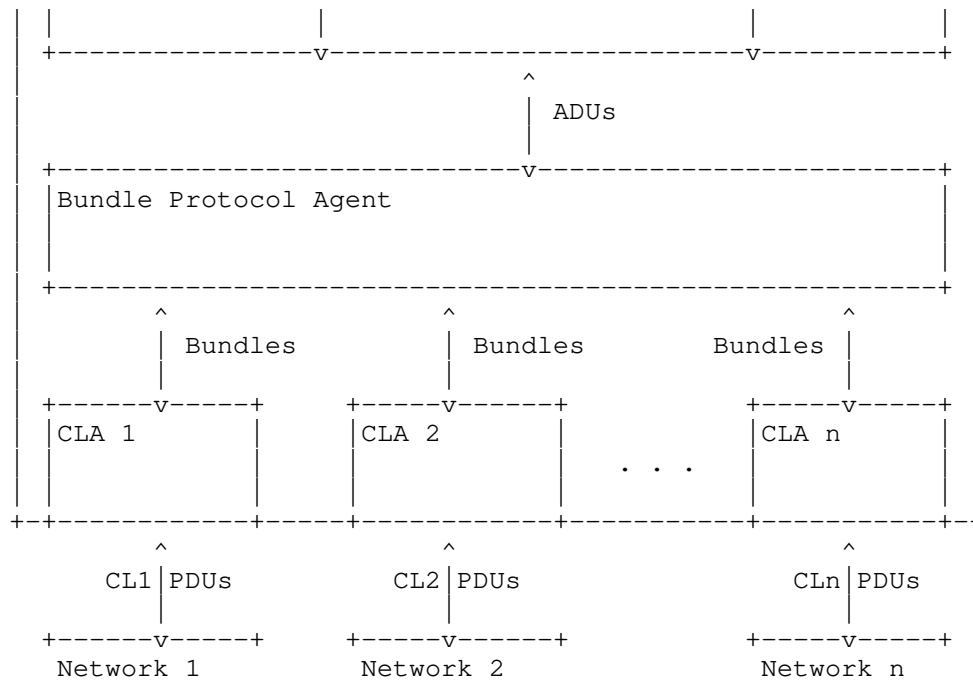 ADUs
Bundle Protocol Agent
Bundles Bundles Bundles
CLA 1 CLA 2 CLA n
. . .
CL1 PDUs CL2 PDUs CLn PDUs
Network 1 Network 2 Network n